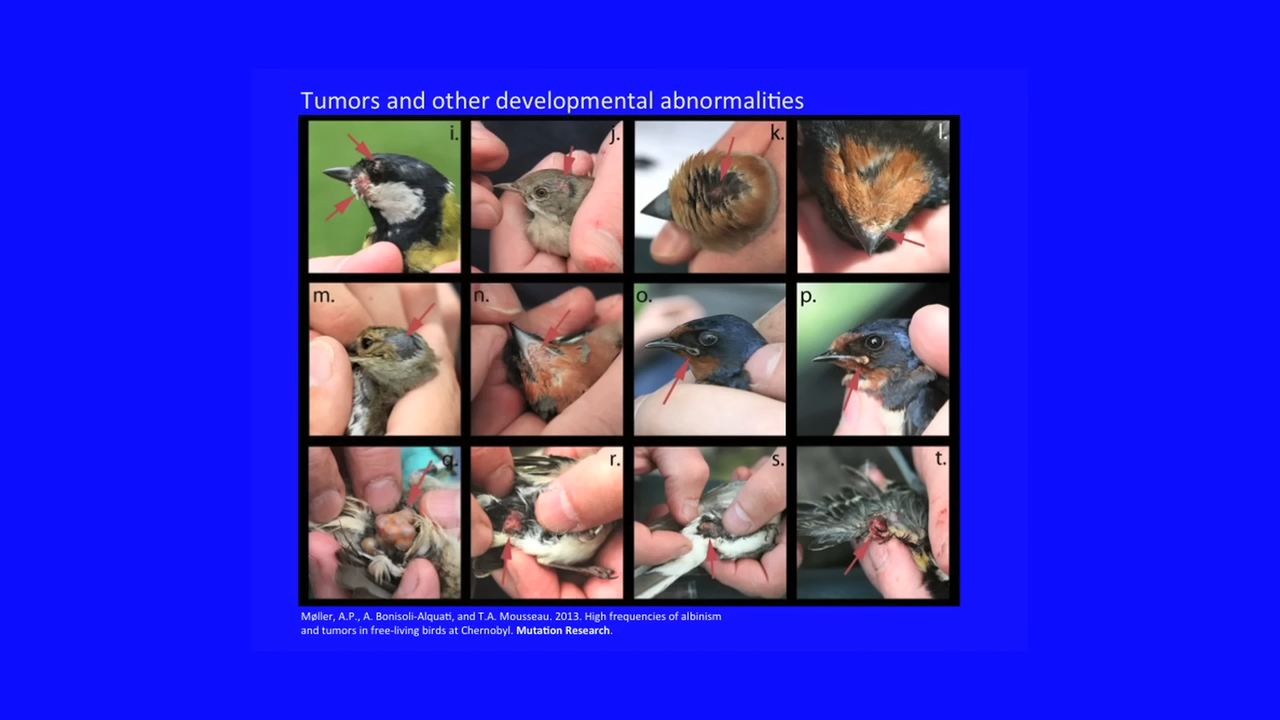 Tumors and other developmental abnormalities
i.
j.
k.
l.
m.
n.
o.
p.
q.
r.
s.
t.
Møller, A.P., A. Bonisoli-Alquati, and T.A. Mousseau. 2013. High frequencies of albinism
and tumors in free-living birds at Chernobyl. Mutation Research.